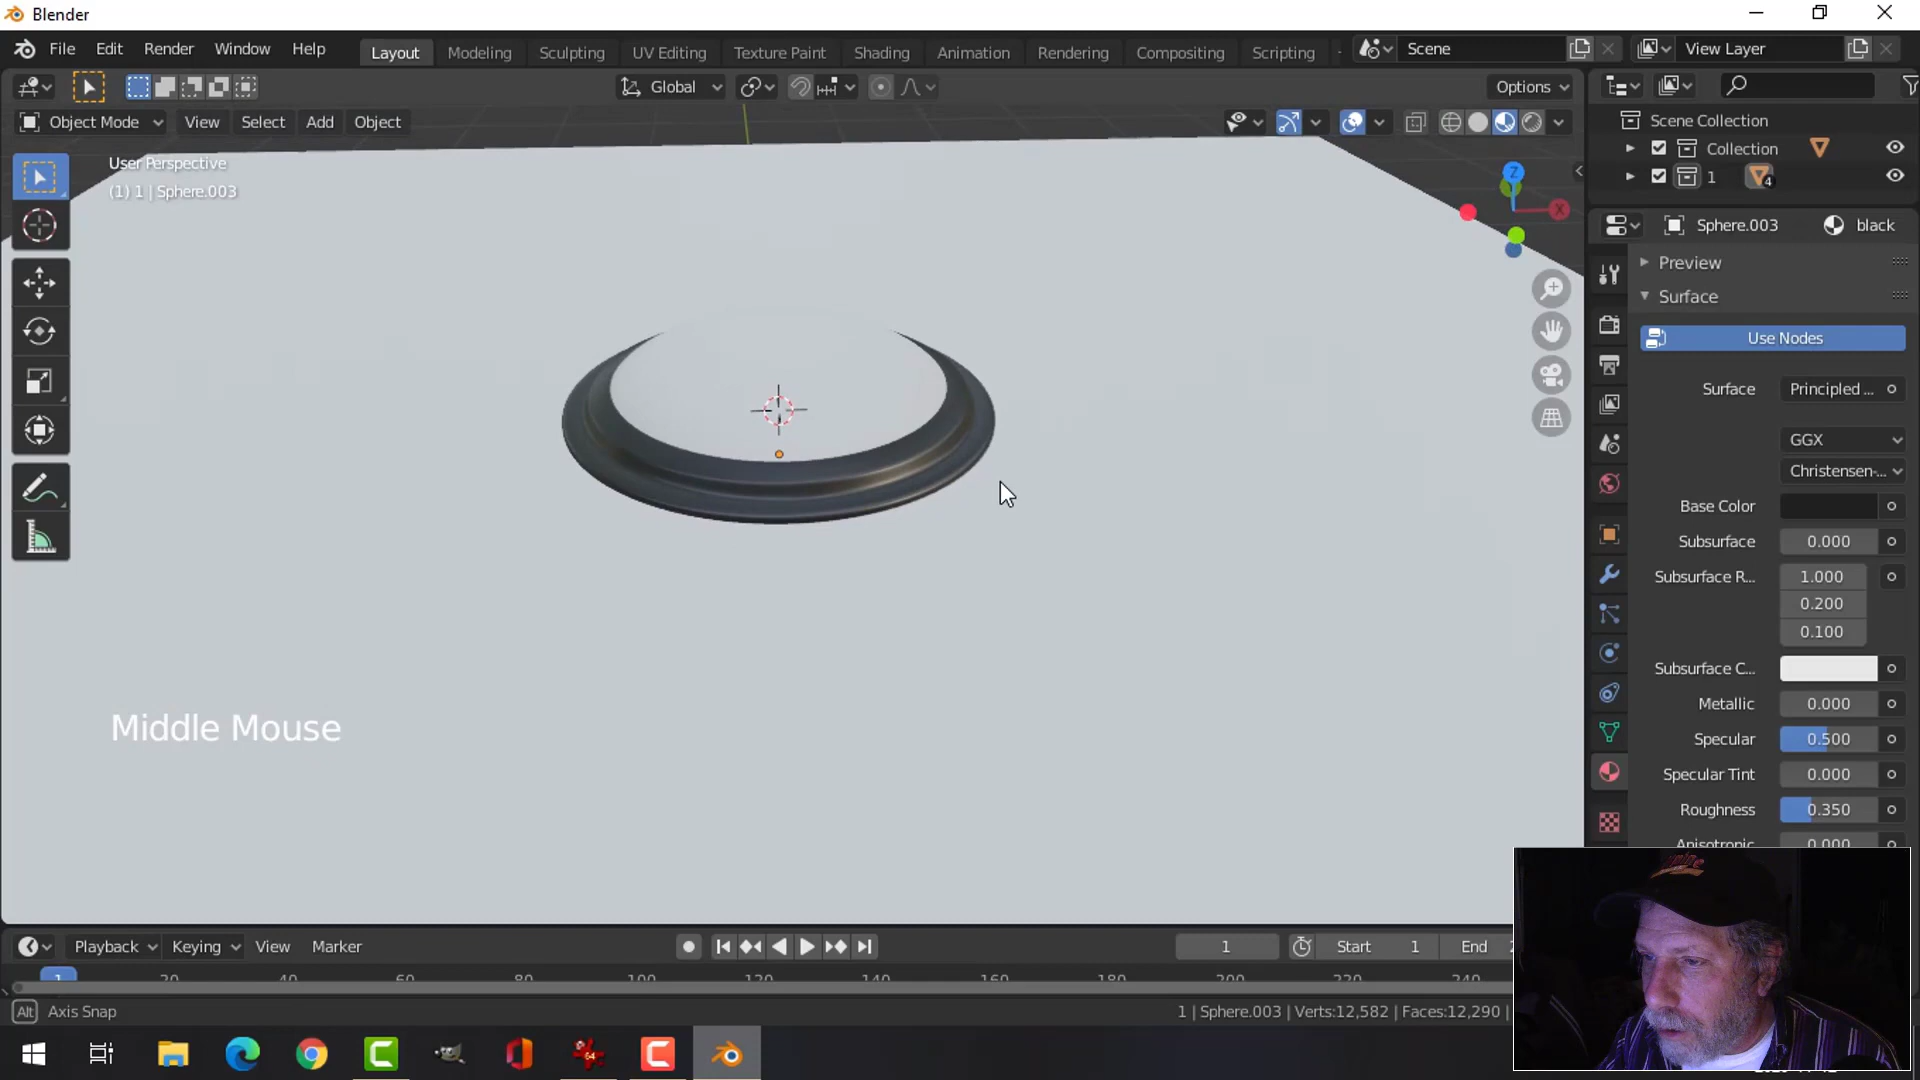 Blender
File Edit Render Window Help Layout Modeling Sculpting UV Editing Texture Paint Shading Animation Rendering Compositing Scripting Scene View Layer
Global Options
Object Mode View Select Add Object
User Perspective
(1) 1 | Sphere.003
Z
X
Scene Collection
Collection
1 4
Sphere.003 black
Preview
Surface
Use Nodes
Surface Principled ...
GGX
Christensen-...
Base Color
Subsurface 0.000
Subsurface R... 1.000
0.200
0.100
Subsurface C...
Metallic 0.000
Specular 0.500
Specular Tint 0.000
Roughness 0.350
Anisotropic 0.000
Middle Mouse
Playback Keying View Marker 1 Start 1 End
1 20 40 60 80 100 120 140 160 180 200 220 240
Alt Axis Snap
1 | Sphere.003 | Verts:12,582 | Faces:12,290 |